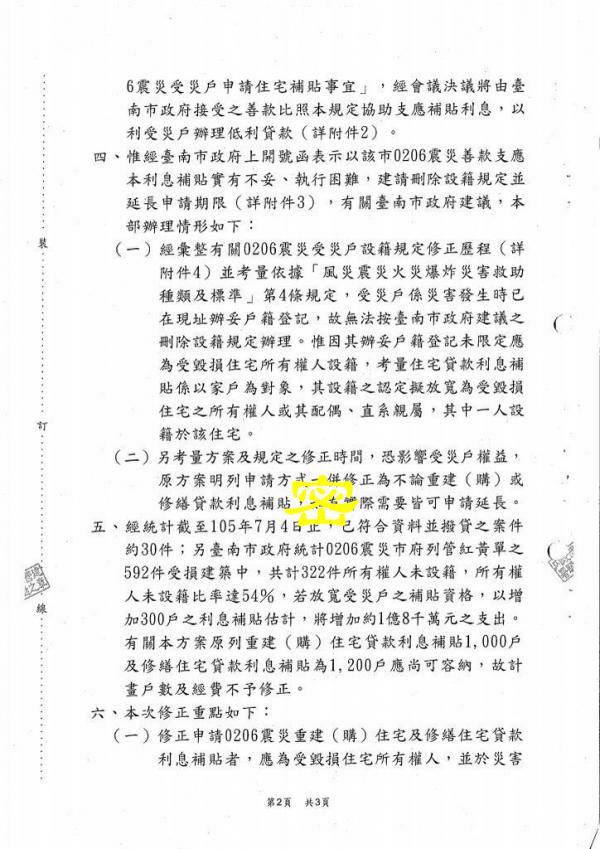 6震災受災戶申請住宅補貼事宜」，經會議決議將由臺
南市政府接受之善款比照本規定協助支應補貼利息，以
利受災戶辦理低利貸款（詳附件2）。
四、惟經臺南市政府上開號函表示以該市0206震災善款支應
本利息補貼實有不妥、執行困難，建請刪除設籍規定並
延長申請期限（詳附件3），有關臺南市政府建議，本
部辦理情形如下：
（一）經彙整有關0206震災受災戶設籍規定修正歷程（詳
附件4）並考量依據「風災震災火災爆炸災害救助
種類及標準」第4條規定，受災戶係災害發生時已
在現址辦妥戶籍登記，故無法按臺南市政府建議之
刪除設籍規定辦理。惟因其辦妥戶籍登記未限定應
為受毀損住宅所有權人設籍，考量住宅貸款利息補
貼係以家戶為對象，其設籍之認定擬放寬為受毀損
住宅之所有權人或其配偶、直系親屬，其中一人設
籍於該住宅。
（二）另考量方案及規定之修正時間，恐影響受災戶權益，
原方案明列申請方式，併修正為不論重建（購）或
修繕貸款利息補貼，實際需要皆可申請延長。
密
五、經統計截至105年7月4日止，已符合資料並撥貸之案件
約30件；另臺南市政府統計0206震災市府列管紅黃單之
592件受損建築中，共計322件所有權人未設籍，所有權
人未設籍比率達54%，若放寬受災戶之補貼資格，以增
加300戶之利息補貼估計，將增加約1億8千萬元之支出。
有關本方案原列重建（購）住宅貸款利息補貼1,000戶
及修繕住宅貸款利息補貼為1,200戶應尚可容納，故計
畫戶數及經費不予修正。
六、本次修正重點如下：
（一）修正申請0206震災重建（購）住宅及修繕住宅貸款
利息補貼者，應為受毀損住宅所有權人，並於災害
裝
訂
線
第2頁 共3頁